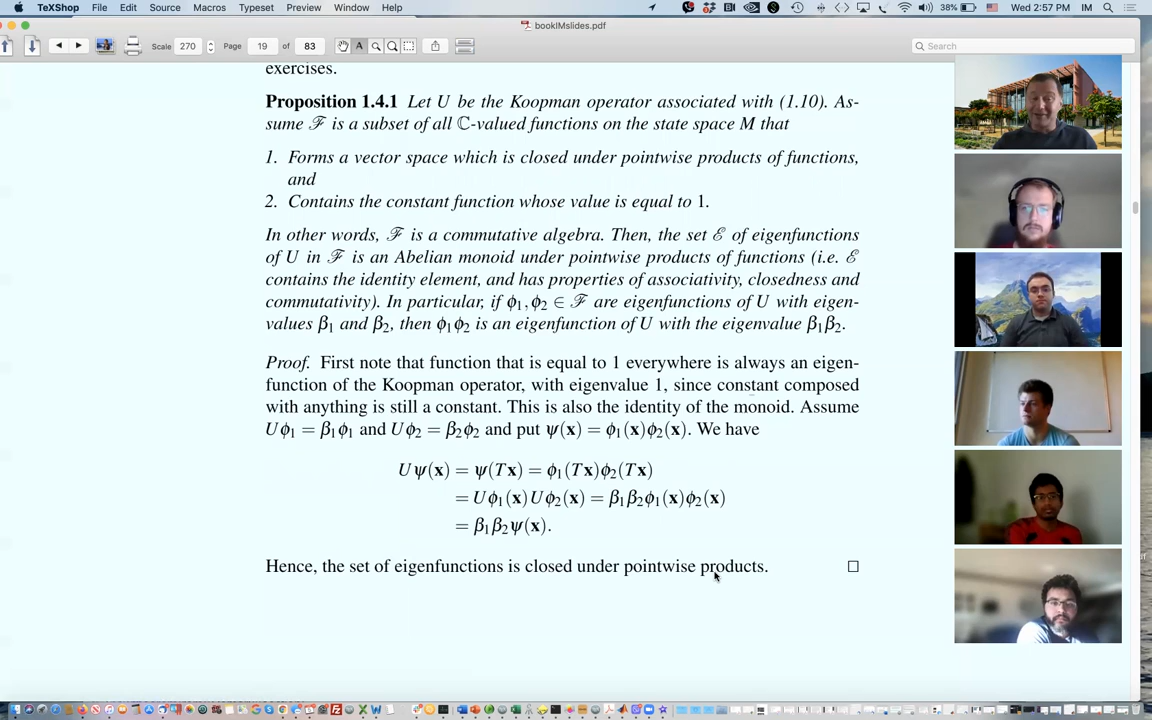 TeXShop File Edit Source Macros Typeset Preview Window Help 38% Wed 2:57 PM IM
bookIMslides.pdf
Scale 270 Page 19 of 83 A Search
exercises.
Proposition 1.4.1 Let U be the Koopman operator associated with (1.10). As-
sume ℱ is a subset of all ℂ-valued functions on the state space M that
1. Forms a vector space which is closed under pointwise products of functions,
and
2. Contains the constant function whose value is equal to 1.
In other words, ℱ is a commutative algebra. Then, the set ℰ of eigenfunctions
of U in ℱ is an Abelian monoid under pointwise products of functions (i.e. ℰ
contains the identity element, and has properties of associativity, closedness and
commutativity). In particular, if ϕ₁, ϕ₂ ∈ ℱ are eigenfunctions of U with eigen-
values β₁ and β₂, then ϕ₁ϕ₂ is an eigenfunction of U with the eigenvalue β₁β₂.
Proof. First note that function that is equal to 1 everywhere is always an eigen-
function of the Koopman operator, with eigenvalue 1, since constant composed
with anything is still a constant. This is also the identity of the monoid. Assume
Uϕ₁ = β₁ϕ₁ and Uϕ₂ = β₂ϕ₂ and put ψ(x) = ϕ₁(x)ϕ₂(x). We have
Uψ(x) = ψ(Tx) = ϕ₁(Tx)ϕ₂(Tx)
= Uϕ₁(x)Uϕ₂(x) = β₁β₂ϕ₁(x)ϕ₂(x)
= β₁β₂ψ(x).
Hence, the set of eigenfunctions is closed under pointwise products. □